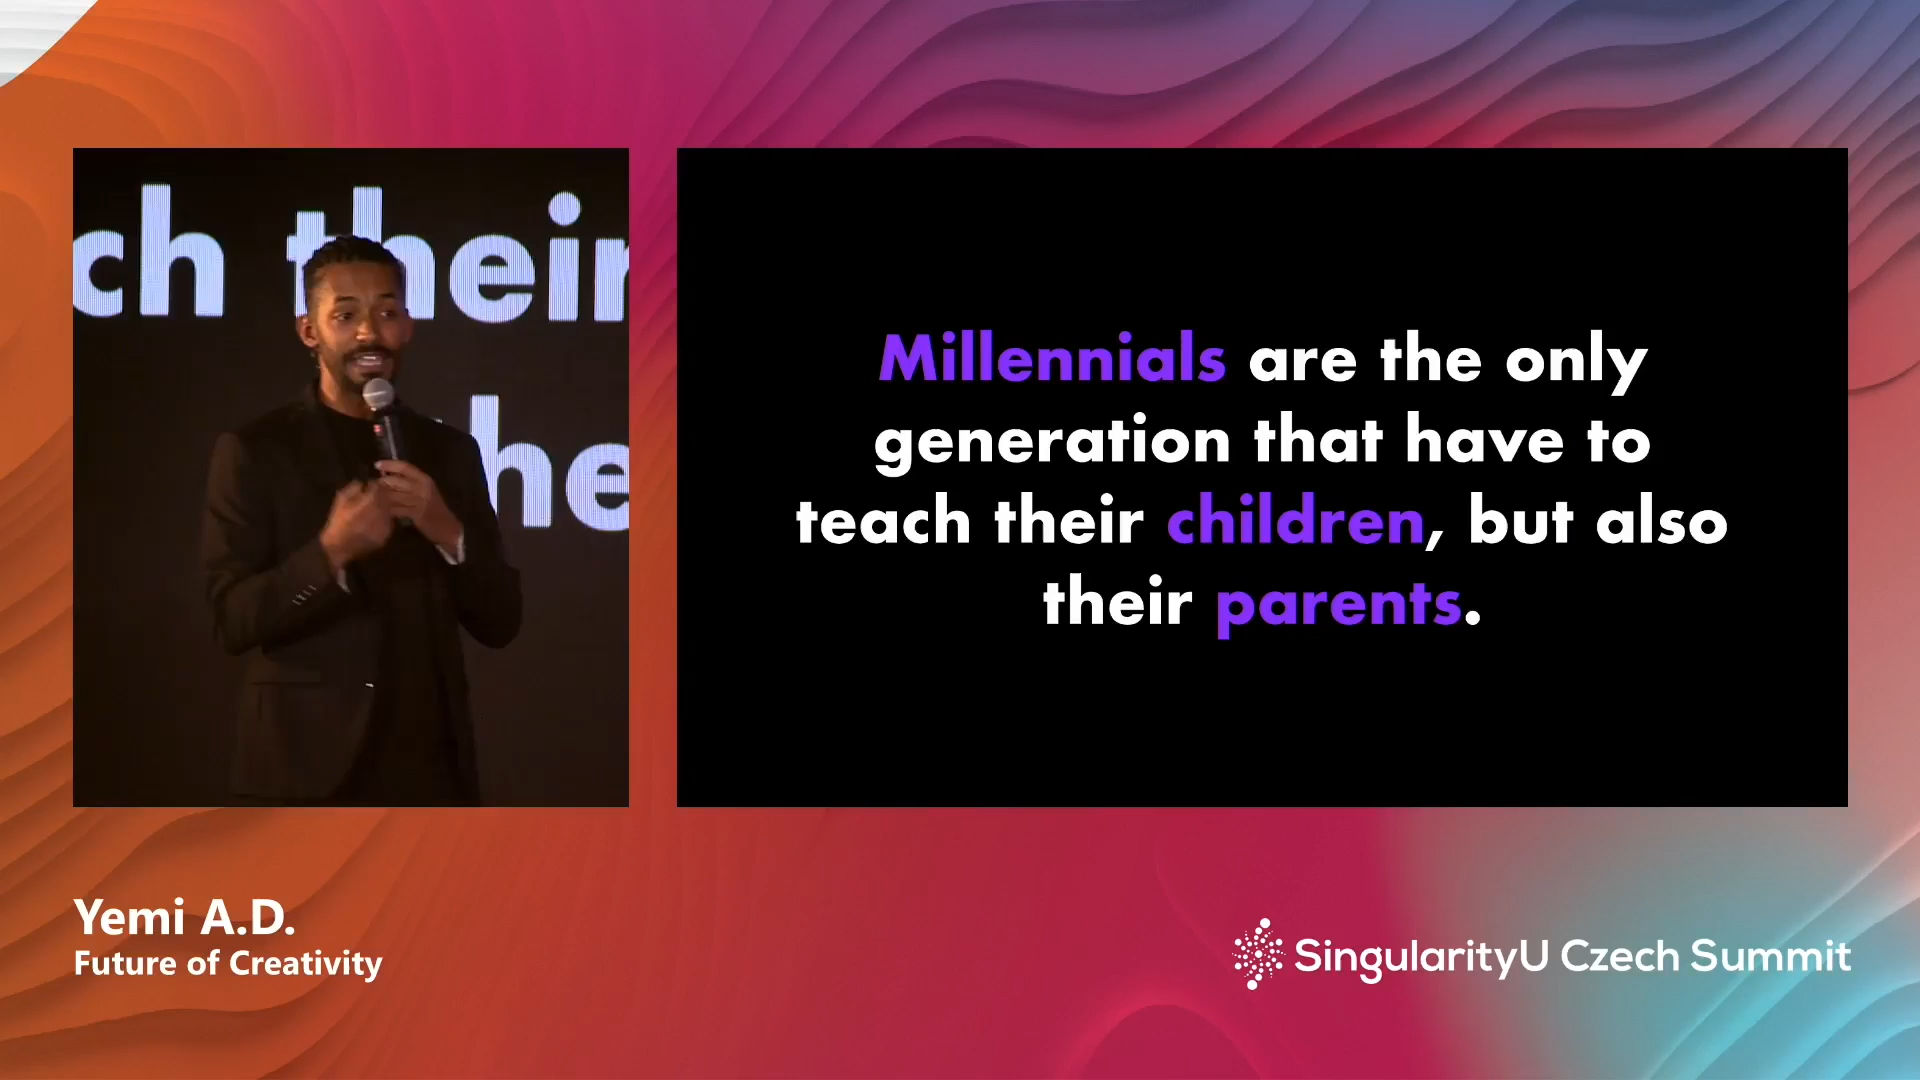 ch their
he
Millennials are the only
generation that have to
teach their children, but also
their parents.
Yemi A.D.
Future of Creativity
SingularityU Czech Summit